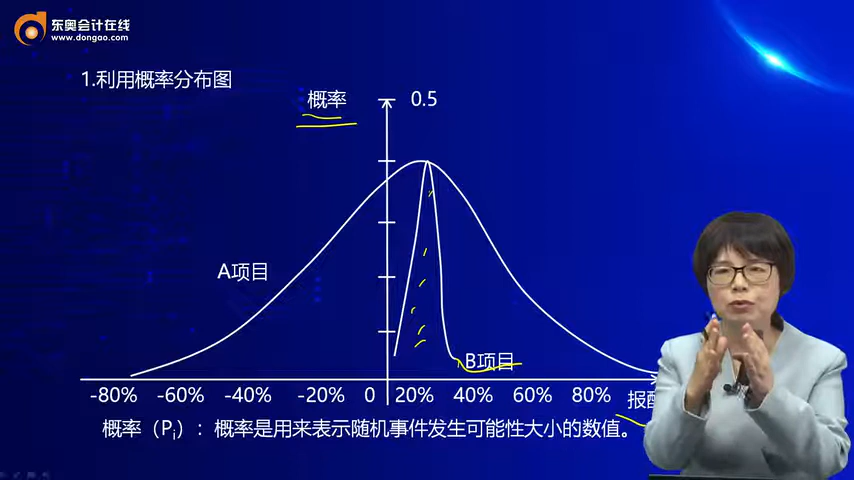 东奥会计在线
www.dongao.com
1.利用概率分布图
概率
0.5
A项目
B项目
-80% -60% -40% -20% 0 20% 40% 60% 80% 报
概率（Pi）：概率是用来表示随机事件发生可能性大小的数值。